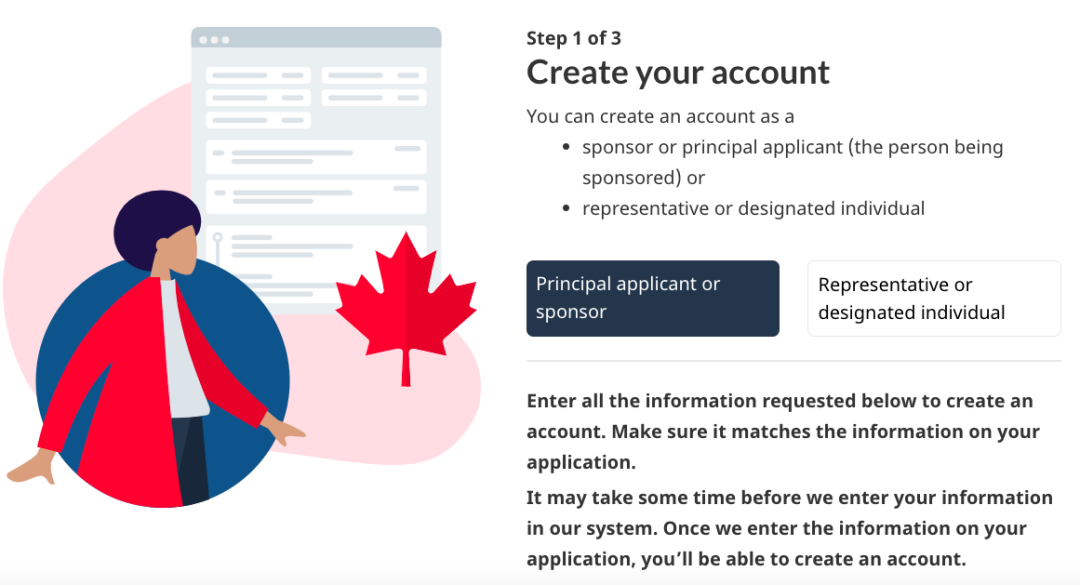 Step 1 of 3
Create your account
You can create an account as a
• sponsor or principal applicant (the person being
sponsored) or
• representative or designated individual
Principal applicant or
sponsor
Representative or
designated individual
Enter all the information requested below to create an
account. Make sure it matches the information on your
application.
It may take some time before we enter your information
in our system. Once we enter the information on your
application, you’ll be able to create an account.